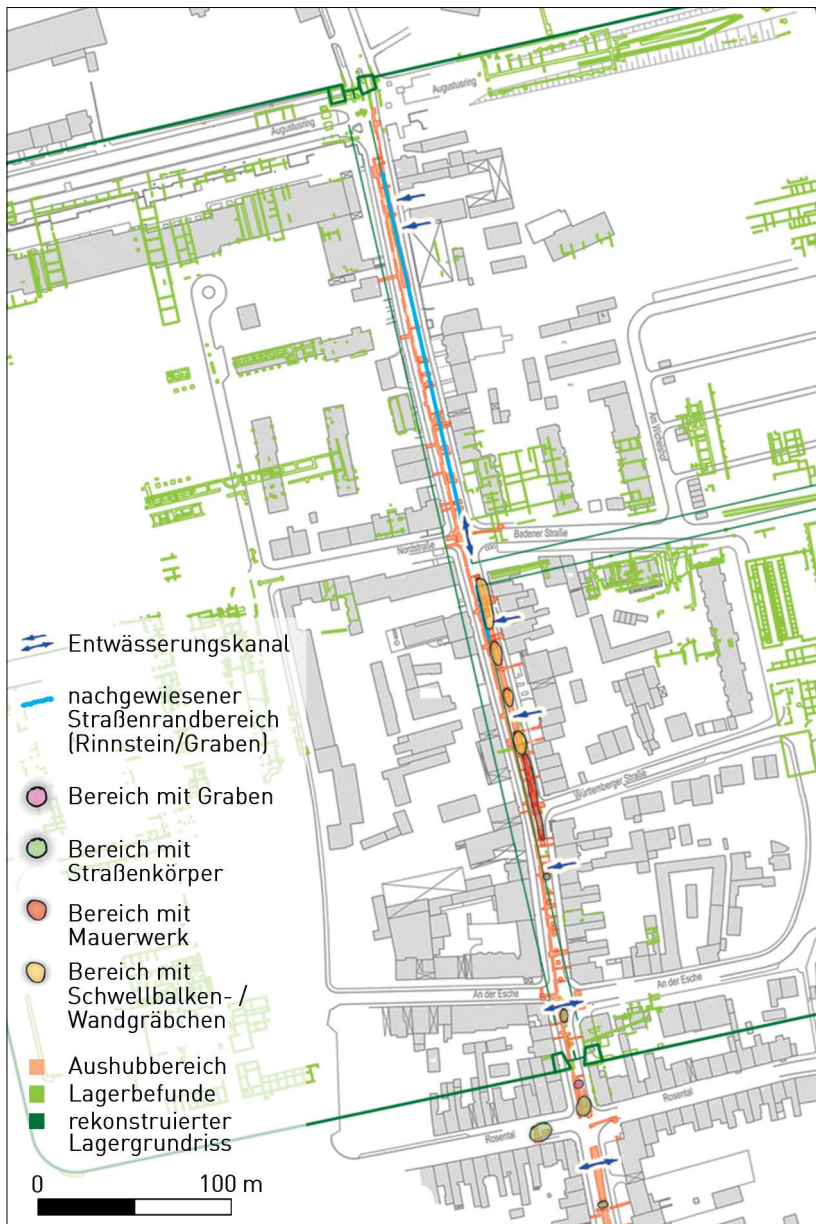 Augustusring
Augustusring
Am Wichelshof
Badener Straße
Nordstraße
Württemberger Straße
An der Esche
An der Esche
Rosental
Rosental
Entwässerungskanal
nachgewiesener
Straßenrandbereich
(Rinnstein/Graben)
Bereich mit Graben
Bereich mit
Straßenkörper
Bereich mit
Mauerwerk
Bereich mit
Schwellbalken- /
Wandgräbchen
Aushubbereich
Lagerbefunde
rekonstruierter
Lagergrundriss
0 100 m